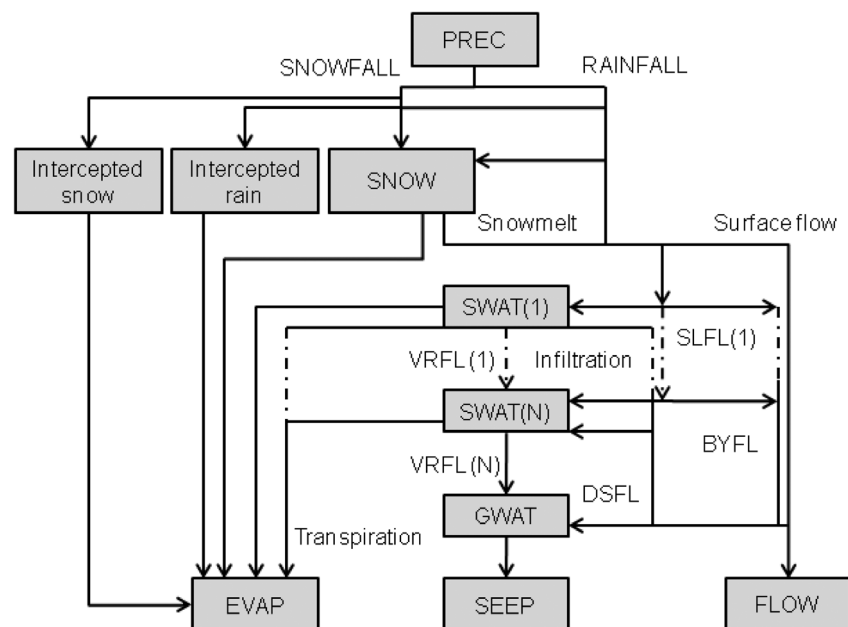 PREC
SNOWFALL
RAINFALL
Intercepted
snow
Intercepted
rain
SNOW
Snowmelt
Surface flow
SWAT(1)
SLFL(1)
VRFL(1)
Infiltration
SWAT(N)
BYFL
VRFL(N)
DSFL
GWAT
Transpiration
EVAP
SEEP
FLOW